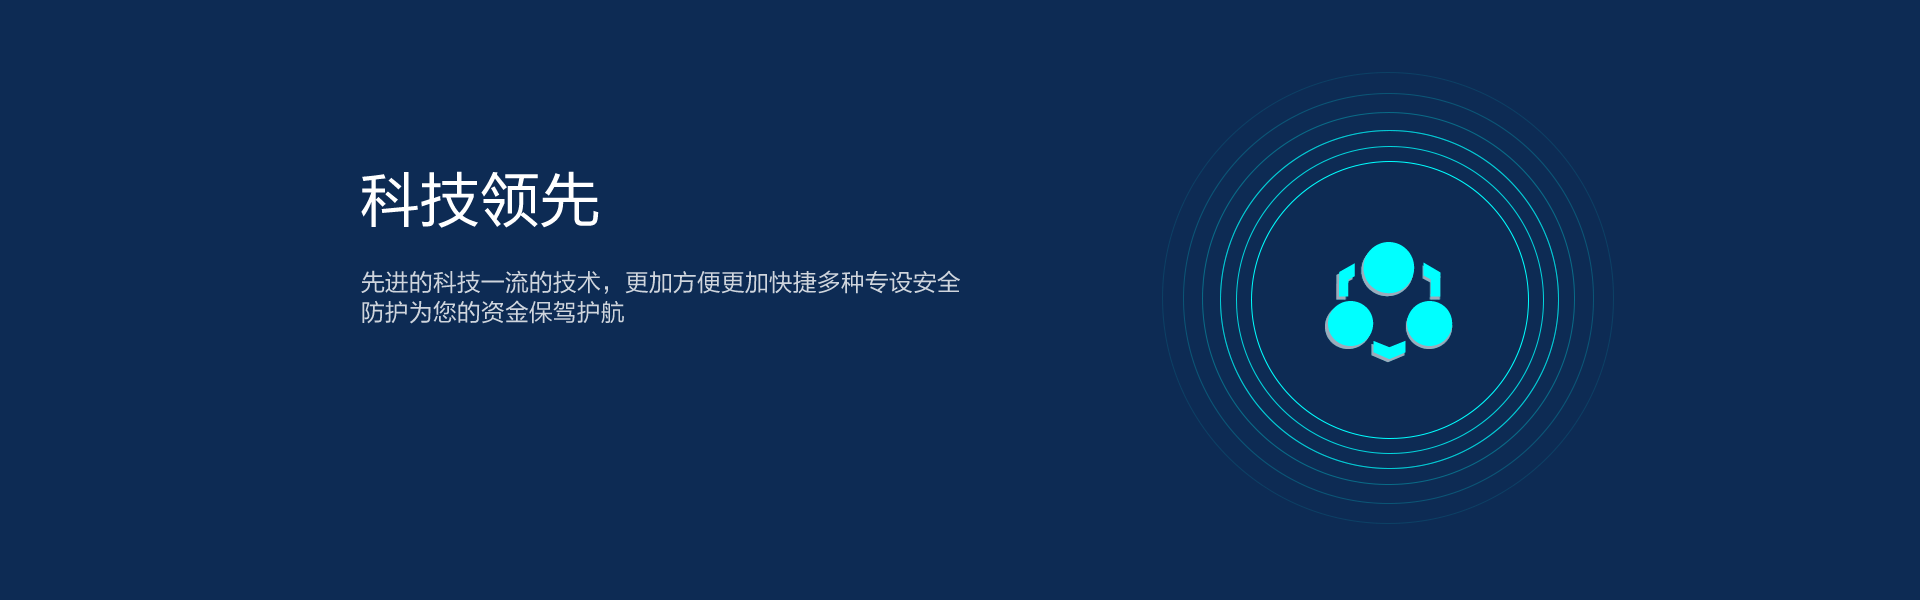 科技领先
先进的科技一流的技术，更加方便更加快捷多种专设安全
防护为您的资金保驾护航